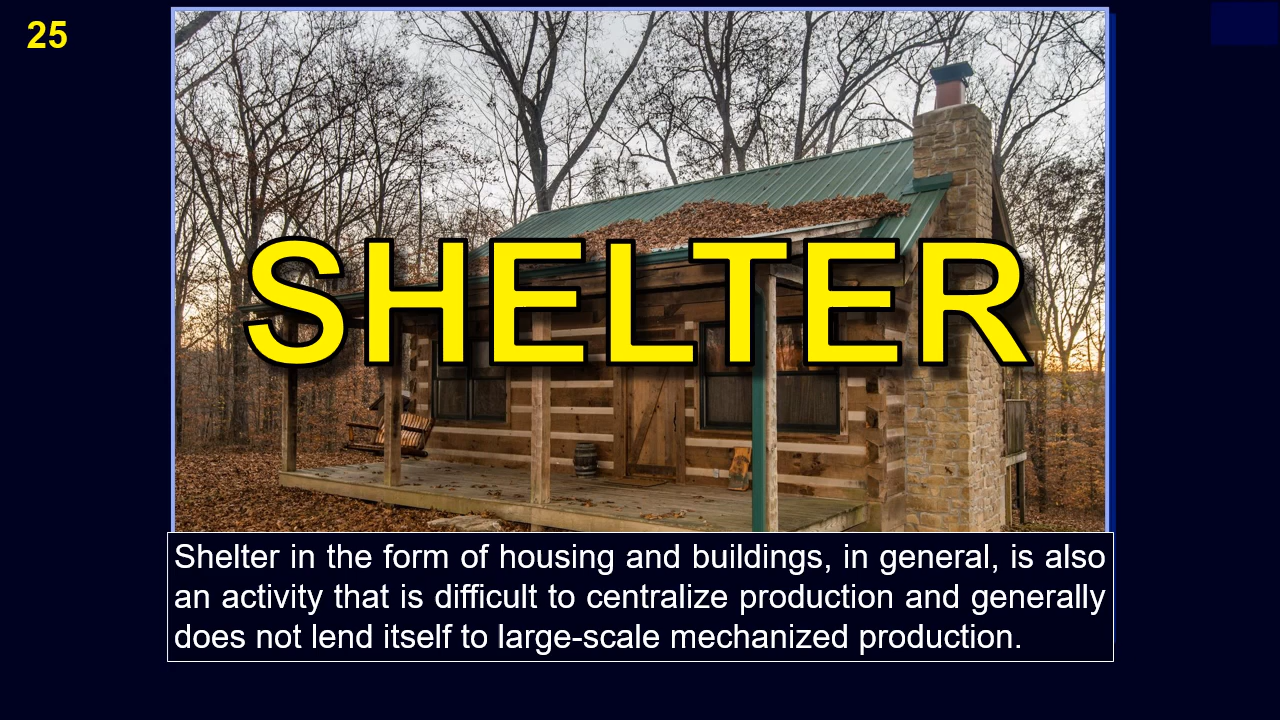 25
SHELTER
Shelter in the form of housing and buildings, in general, is also
an activity that is difficult to centralize production and generally
does not lend itself to large-scale mechanized production.